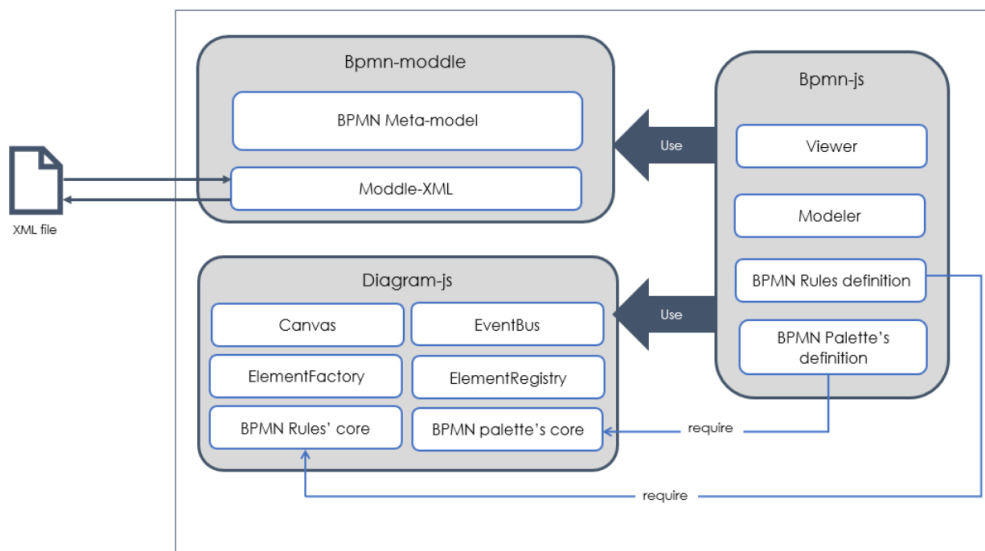 Bpmn-moddle
BPMN Meta-model
Moddle-XML
XML file
Use
Bpmn-js
Viewer
Modeler
BPMN Rules definition
BPMN Palette's
definition
Diagram-js
Canvas
EventBus
ElementFactory
ElementRegistry
BPMN Rules' core
BPMN palette's core
Use
require
require